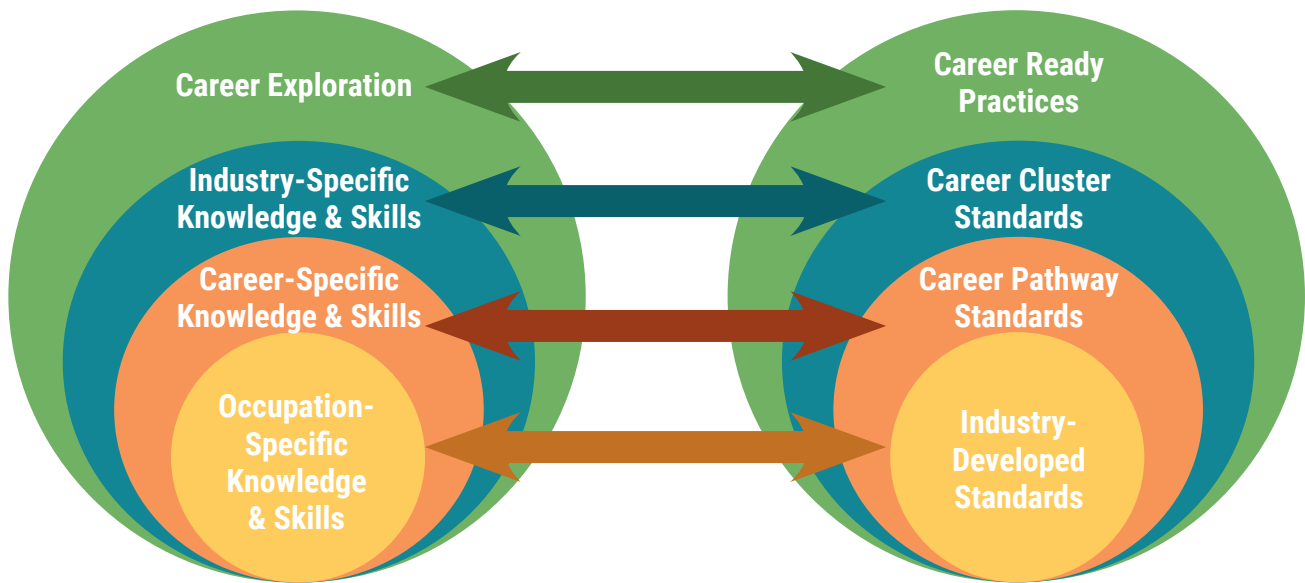 Career Exploration
Career Ready
Practices
Industry-Specific
Knowledge & Skills
Career Cluster
Standards
Career-Specific
Knowledge & Skills
Career Pathway
Standards
Occupation-
Specific
Knowledge
& Skills
Industry-
Developed
Standards